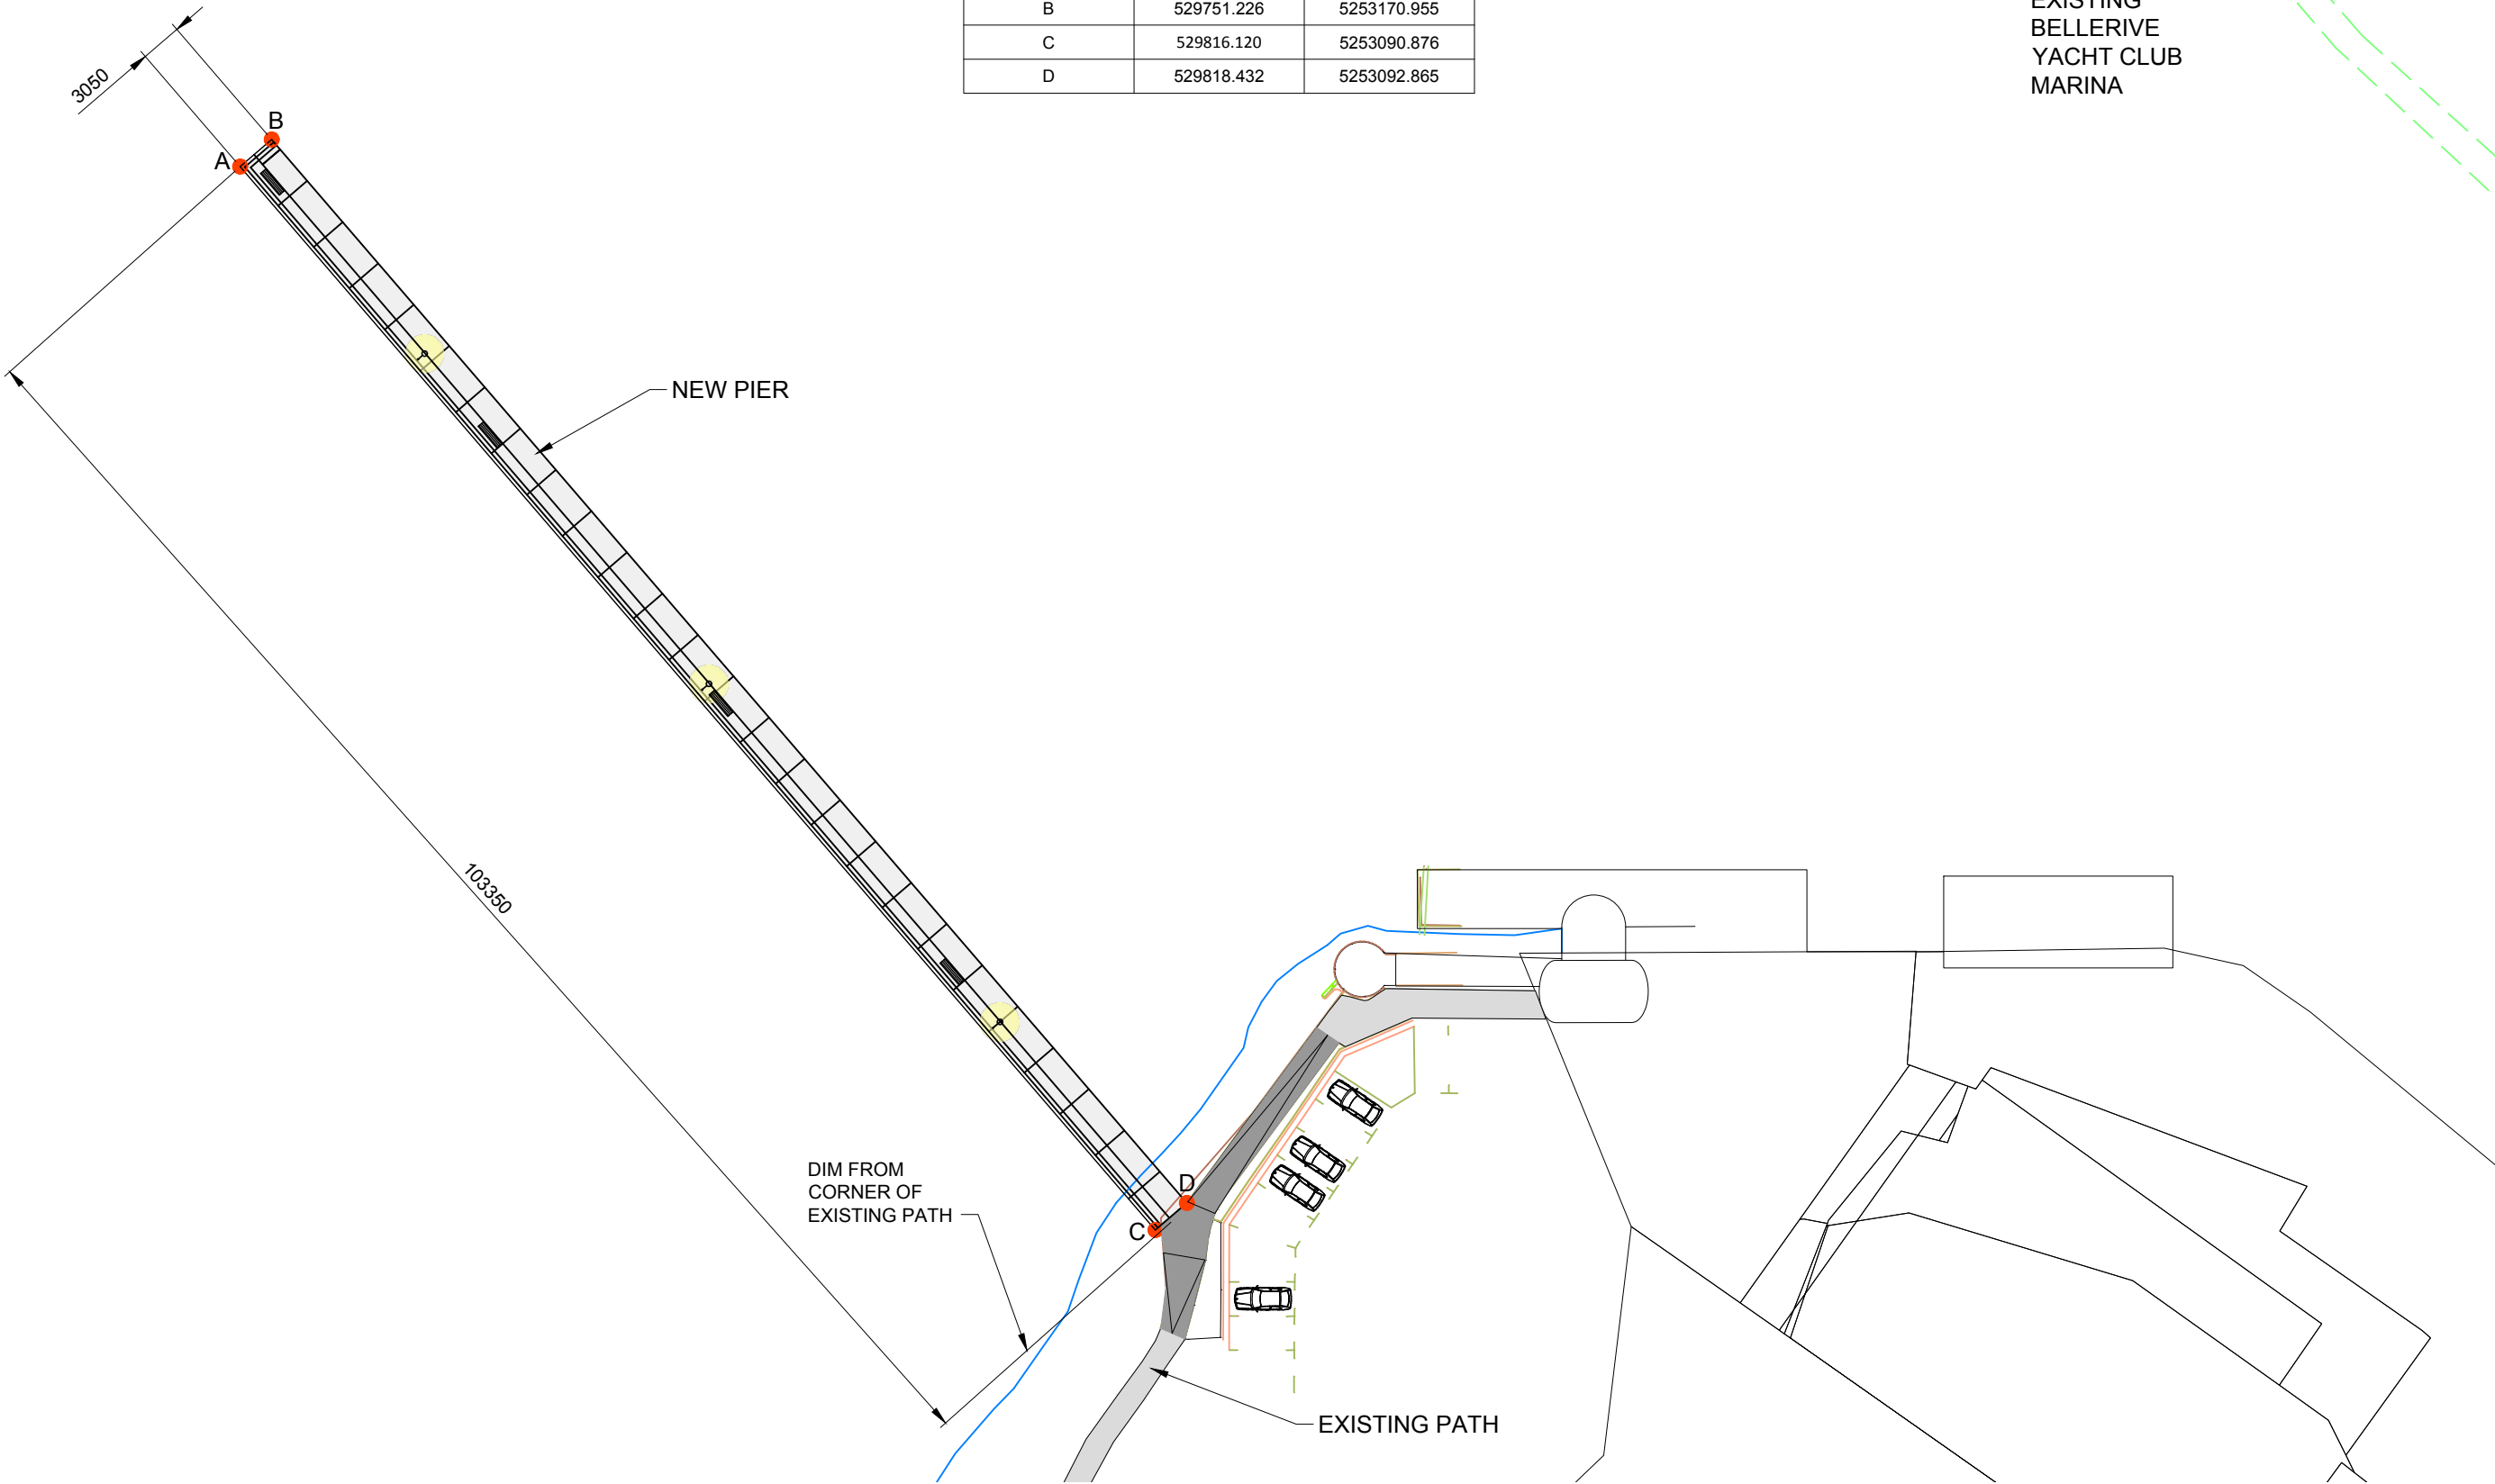 B 529751.226 5253170.955
C 529816.120 5253090.876
D 529818.432 5253092.865
EXISTING
BELLERIVE
YACHT CLUB
MARINA
3050
B
A
NEW PIER
103350
DIM FROM
CORNER OF
EXISTING PATH
D
C
EXISTING PATH